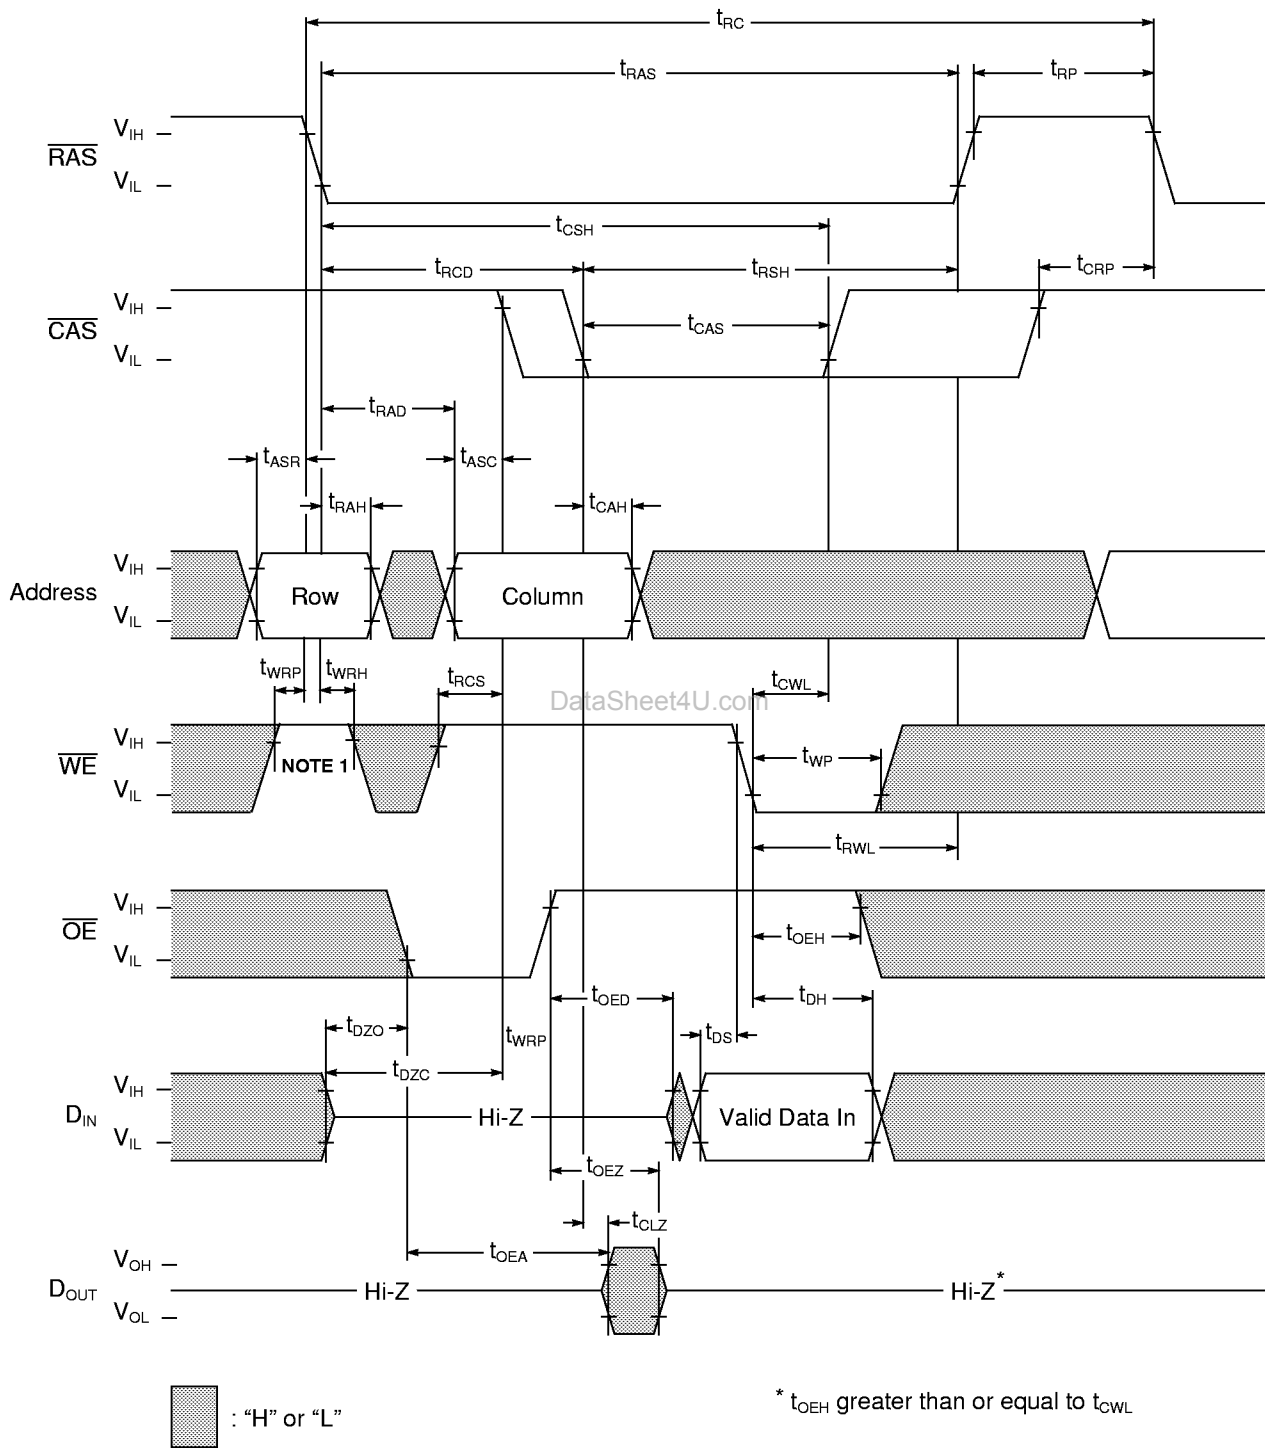 tRC
tRAS
tRP
VIH
RAS
VIL
tCSH
tRCD
tRSH
tCRP
VIH
CAS
tCAS
VIL
tRAD
tASR
tASC
tRAH
tCAH
VIH
Address
Row
Column
VIL
tWRP
tWRH
tRCS
tCWL
DataSheet4U.com
VIH
WE
NOTE 1
tWP
VIL
tRWL
VIH
OE
tOEH
VIL
tOED
tDH
tDZO
tWRP
tDS
tDZC
VIH
DIN
Hi-Z
Valid Data In
VIL
tOEZ
tCLZ
tOEA
VOH
DOUT
Hi-Z
Hi-Z*
VOL
: “H” or “L”
* tOEH greater than or equal to tCWL